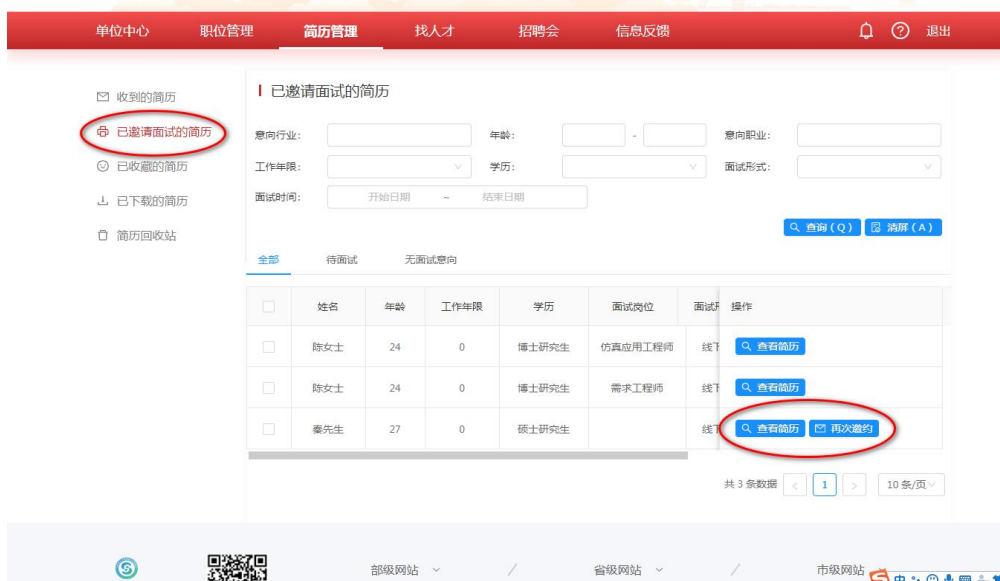 单位中心 职位管理 简历管理 找人才 招聘会 信息反馈 退出
收到的简历
已邀请面试的简历
已收藏的简历
已下载的简历
简历回收站
已邀请面试的简历
意向行业: 年龄: - 意向职业:
工作年限: 学历: 面试形式:
面试时间: 开始日期 ~ 结束日期
查询(Q) 清屏(A)
全部 待面试 无面试意向
姓名 年龄 工作年限 学历 面试岗位 面试 操作
陈女士 24 0 博士研究生 仿真应用工程师 线下 查看简历
陈女士 24 0 博士研究生 需求工程师 线下 查看简历
秦先生 27 0 硕士研究生 线下 查看简历 再次邀约
共 3 条数据 < 1 > 10 条/页
部级网站 / 省级网站 / 市级网站
中